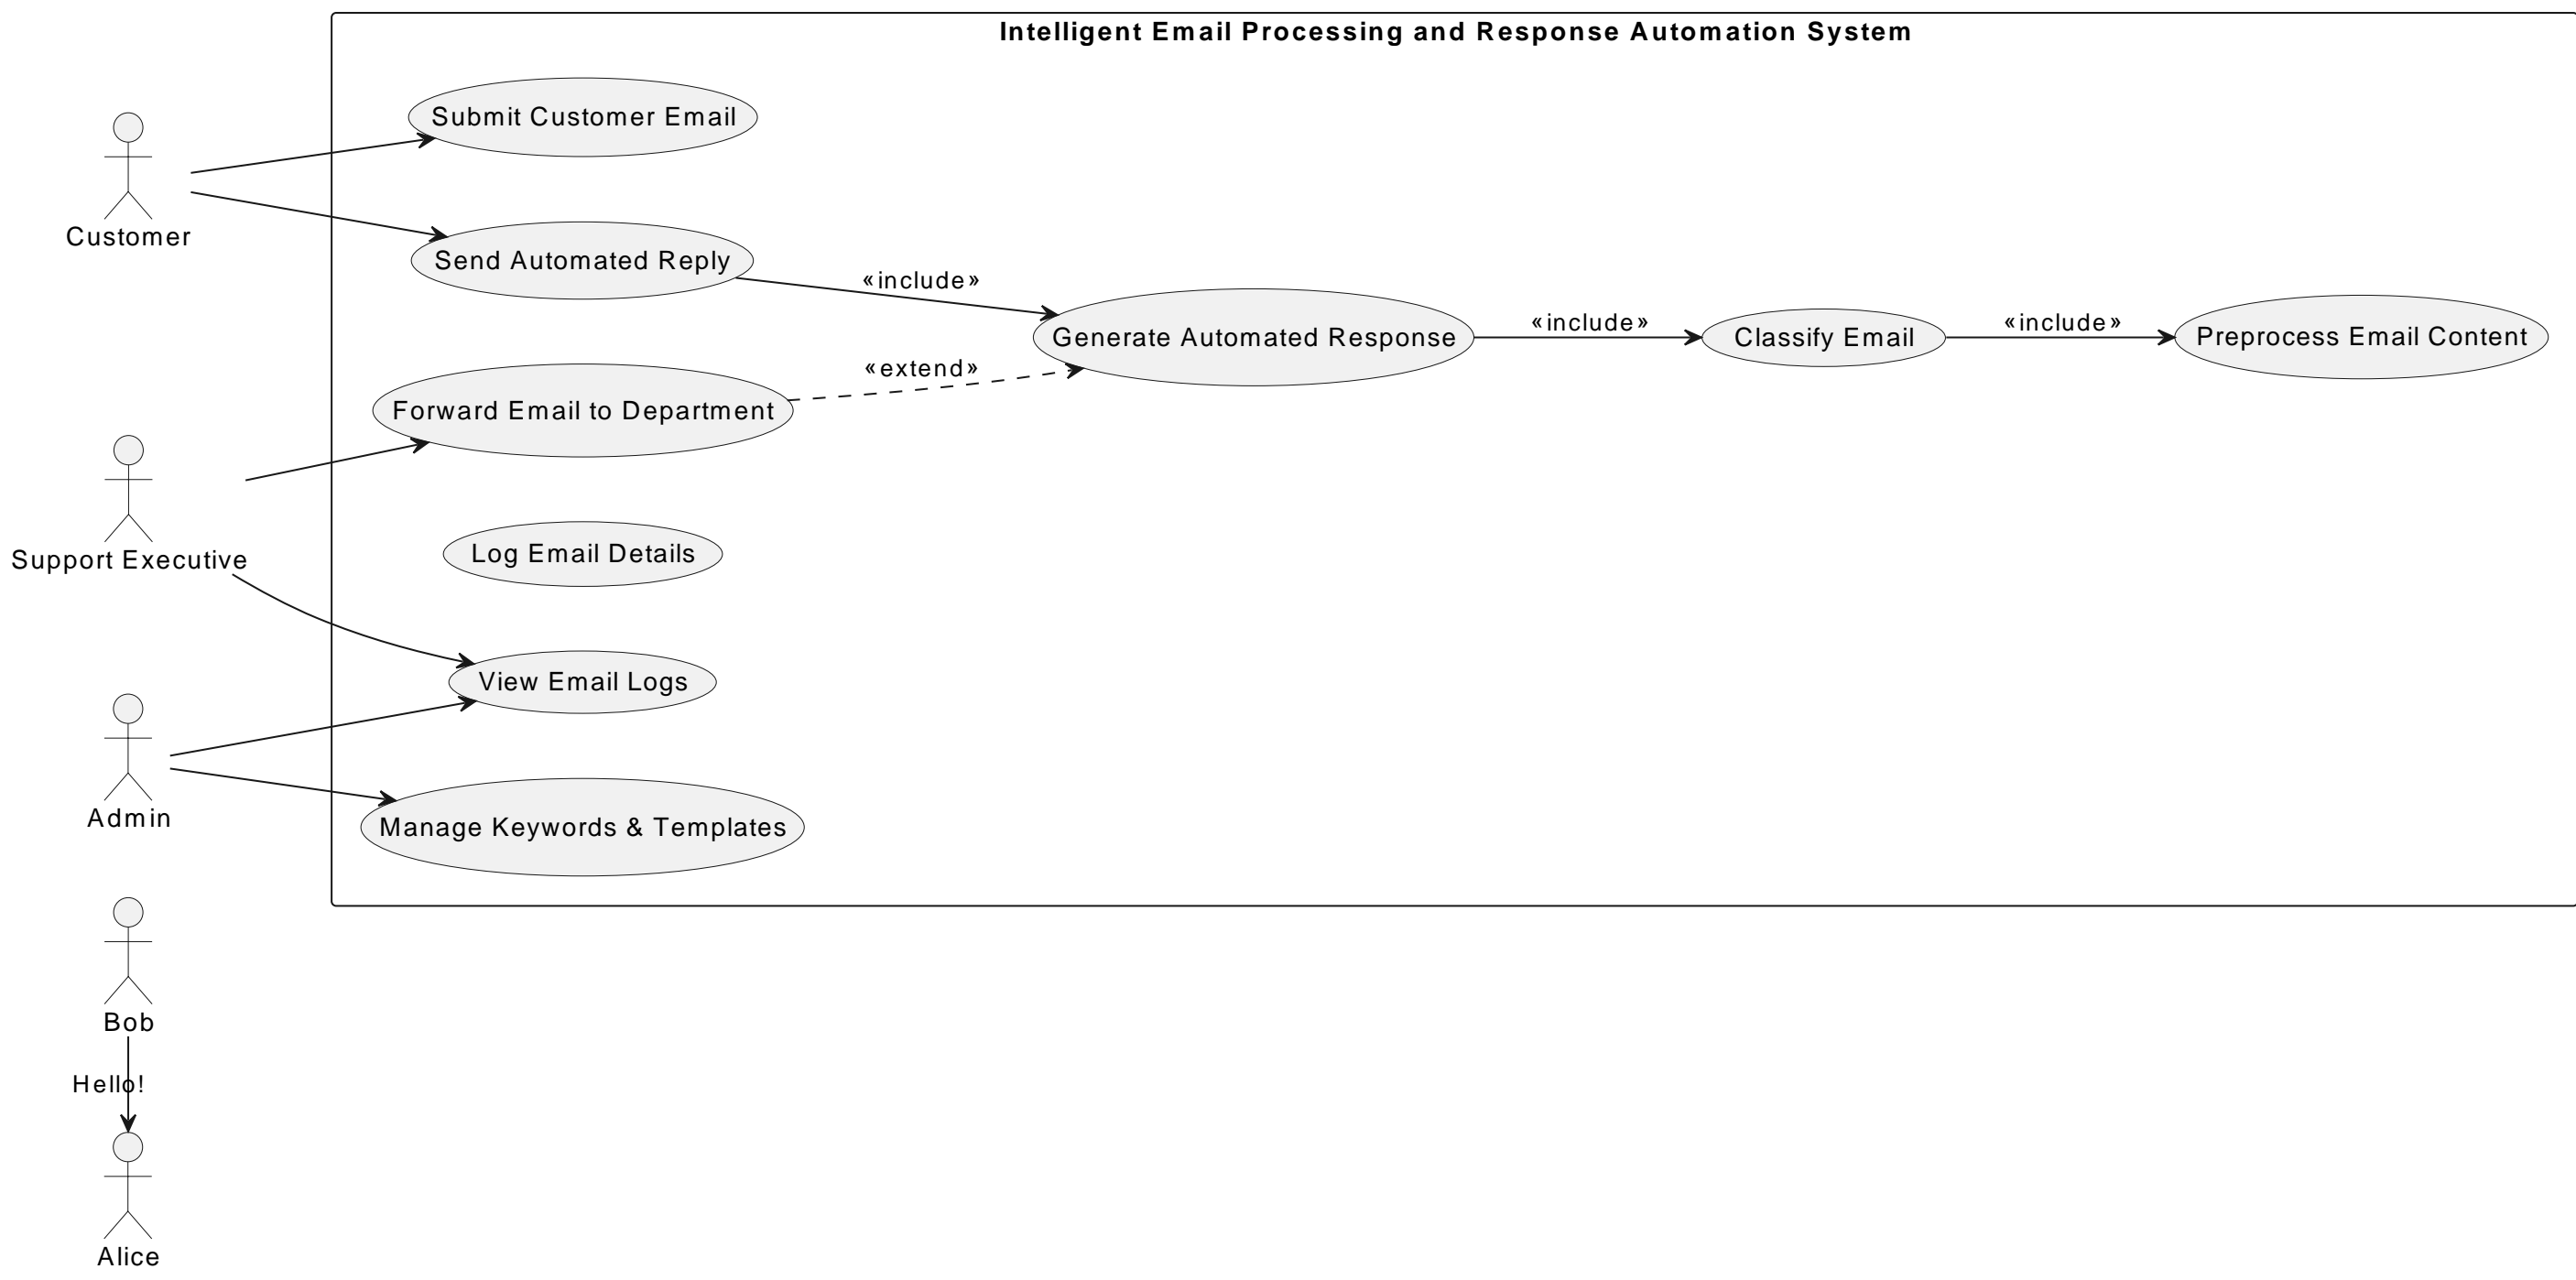 Intelligent Email Processing and Response Automation System
Submit Customer Email
Customer
Send Automated Reply
«include»
Generate Automated Response
«include»
Classify Email
«include»
Preprocess Email Content
«extend»
Forward Email to Department
Support Executive
Log Email Details
View Email Logs
Admin
Manage Keywords & Templates
Bob
Hello!
Alice